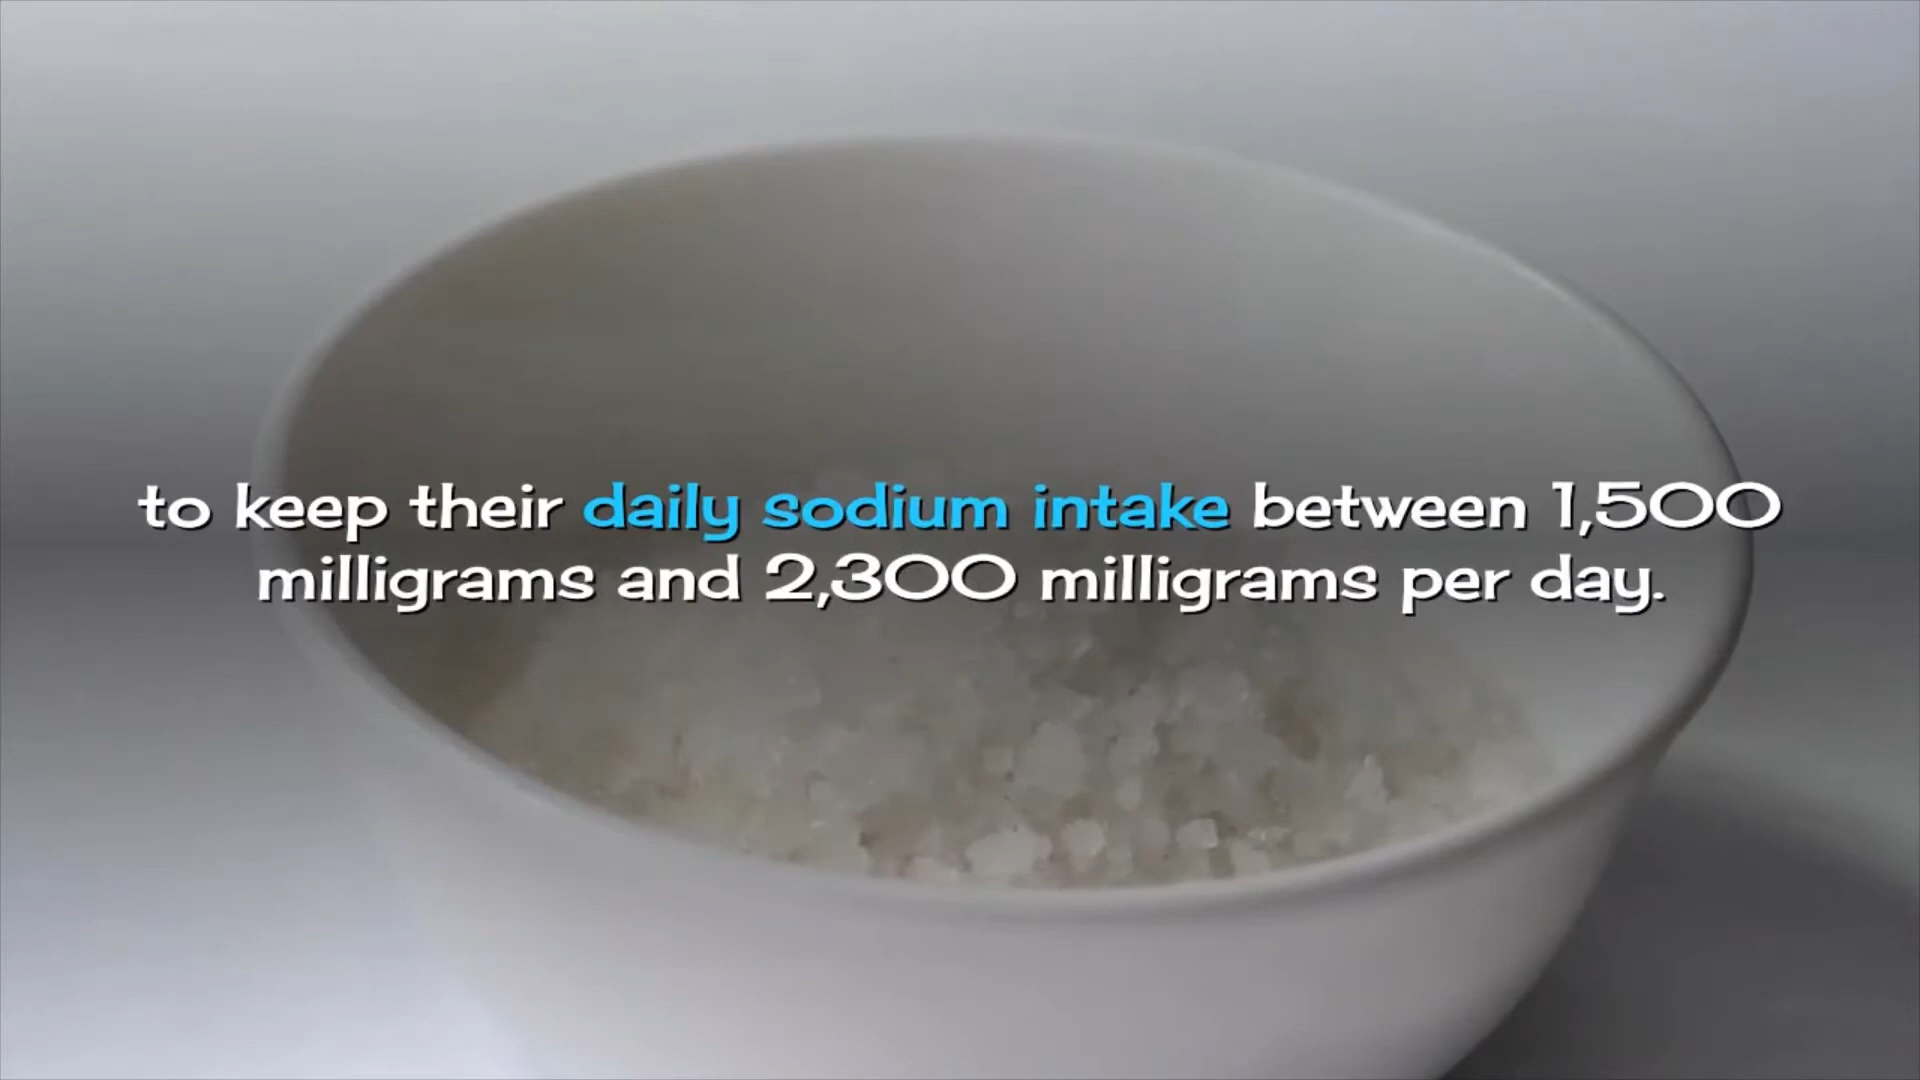 to keep their daily sodium intake between 1,500
milligrams and 2,300 milligrams per day.